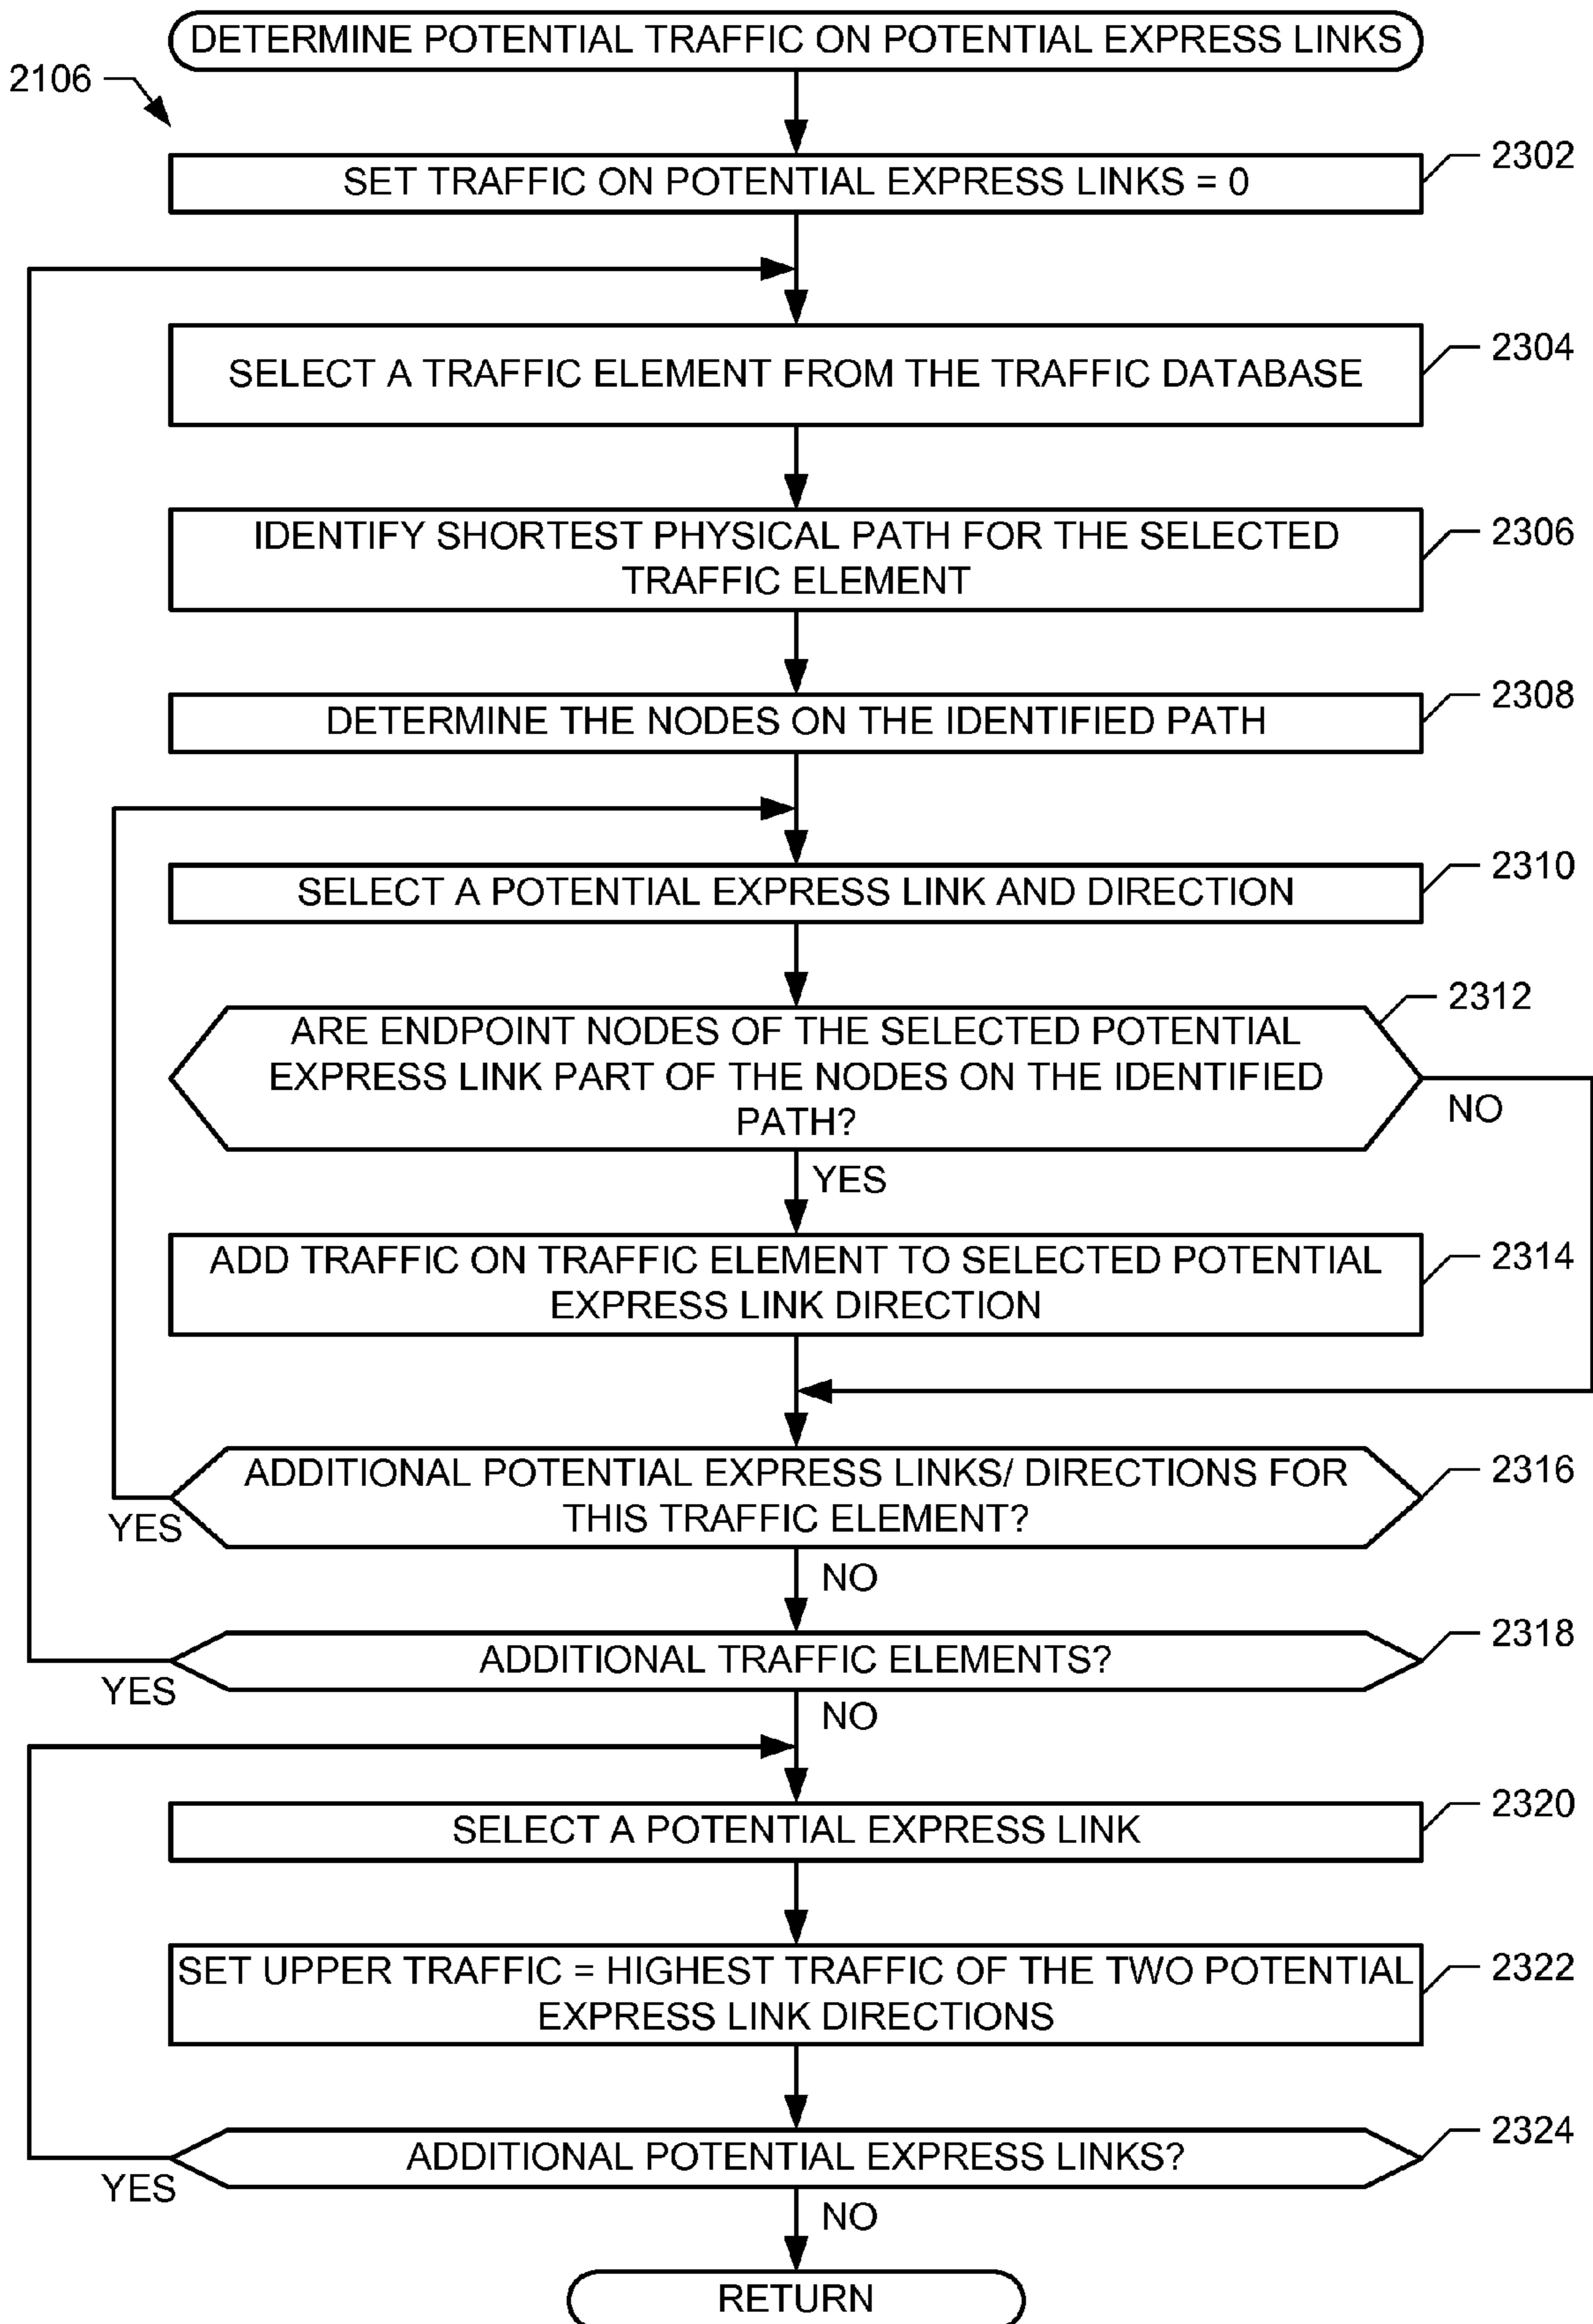 DETERMINE POTENTIAL TRAFFIC ON POTENTIAL EXPRESS LINKS
2106
2302
SET TRAFFIC ON POTENTIAL EXPRESS LINKS = 0
2304
SELECT A TRAFFIC ELEMENT FROM THE TRAFFIC DATABASE
2306
IDENTIFY SHORTEST PHYSICAL PATH FOR THE SELECTED
TRAFFIC ELEMENT
2308
DETERMINE THE NODES ON THE IDENTIFIED PATH
2310
SELECT A POTENTIAL EXPRESS LINK AND DIRECTION
2312
ARE ENDPOINT NODES OF THE SELECTED POTENTIAL
EXPRESS LINK PART OF THE NODES ON THE IDENTIFIED
PATH?
NO
YES
2314
ADD TRAFFIC ON TRAFFIC ELEMENT TO SELECTED POTENTIAL
EXPRESS LINK DIRECTION
2316
ADDITIONAL POTENTIAL EXPRESS LINKS/ DIRECTIONS FOR
THIS TRAFFIC ELEMENT?
YES
NO
2318
ADDITIONAL TRAFFIC ELEMENTS?
YES
NO
2320
SELECT A POTENTIAL EXPRESS LINK
2322
SET UPPER TRAFFIC = HIGHEST TRAFFIC OF THE TWO POTENTIAL
EXPRESS LINK DIRECTIONS
2324
ADDITIONAL POTENTIAL EXPRESS LINKS?
YES
NO
RETURN